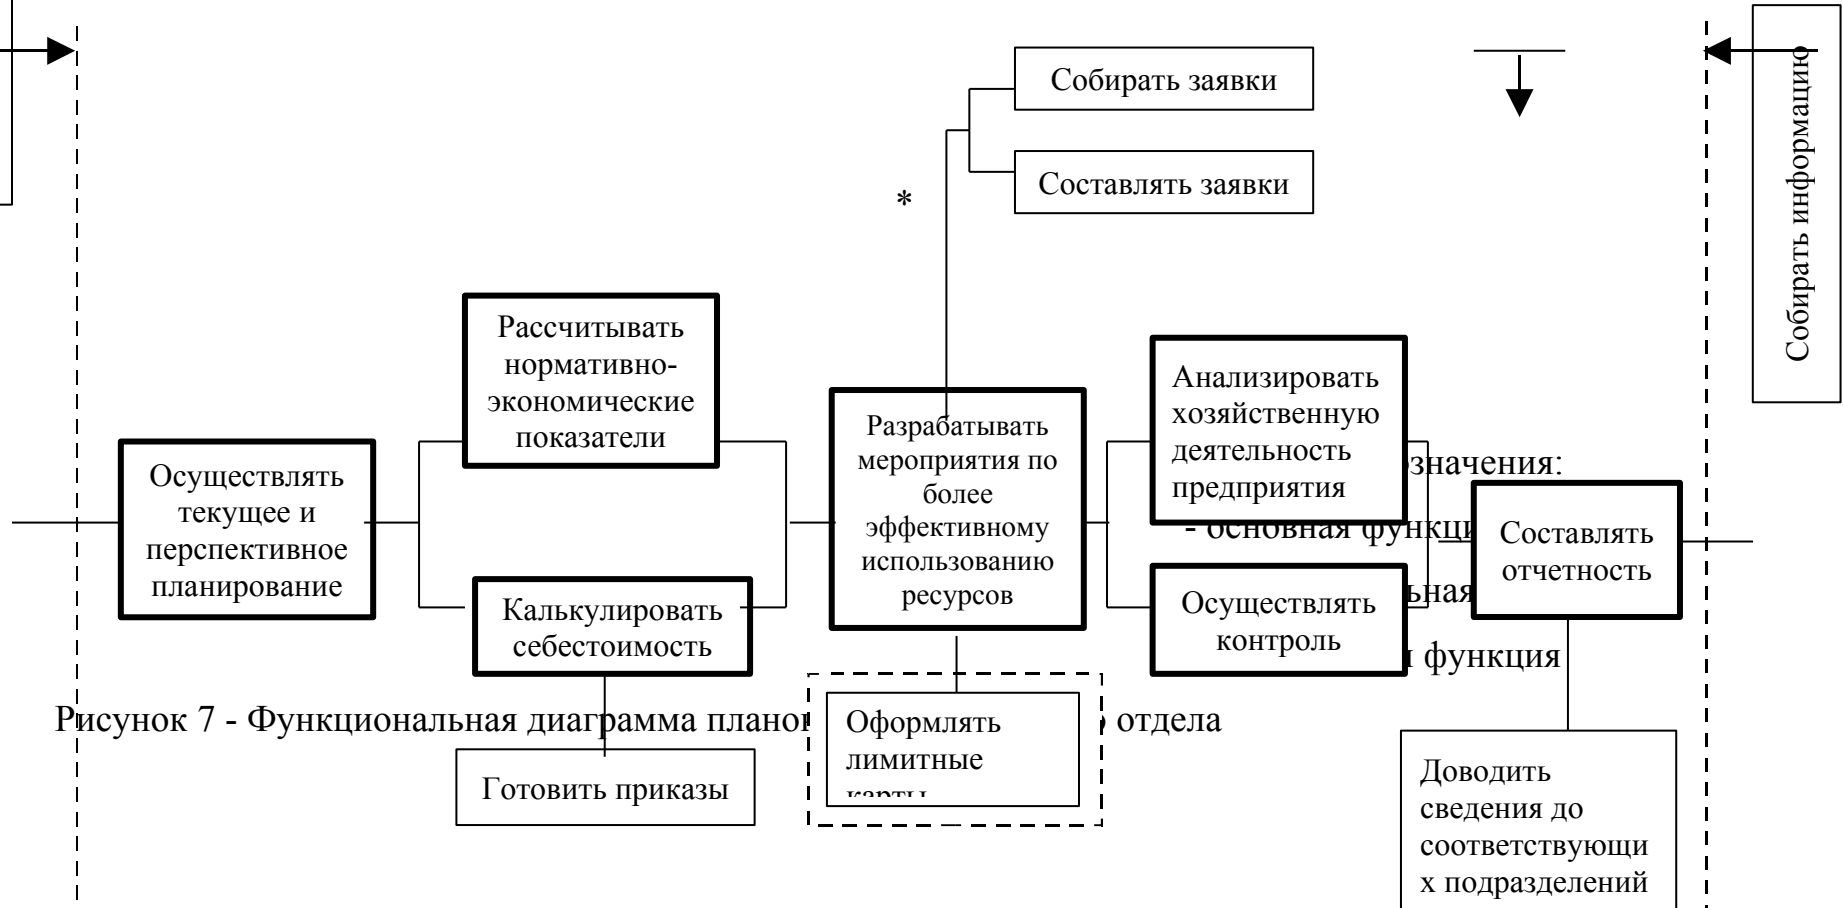 Собирать заявки
Составлять заявки
*
Собирать информацию
Рассчитывать
нормативно-
экономические
показатели
Осуществлять
текущее и
перспективное
планирование
Калькулировать
себестоимость
Разрабатывать
мероприятия по
более
эффективному
использованию
ресурсов
Анализировать
хозяйственную
деятельность
предприятия
означения:
- основная функци
Осуществлять
контроль
ьная
функция
Составлять
отчетность
Рисунок 7 - Функциональная диаграмма плано
отдела
Готовить приказы
Оформлять
лимитные
карты
Доводить
сведения до
соответствующи
х подразделений